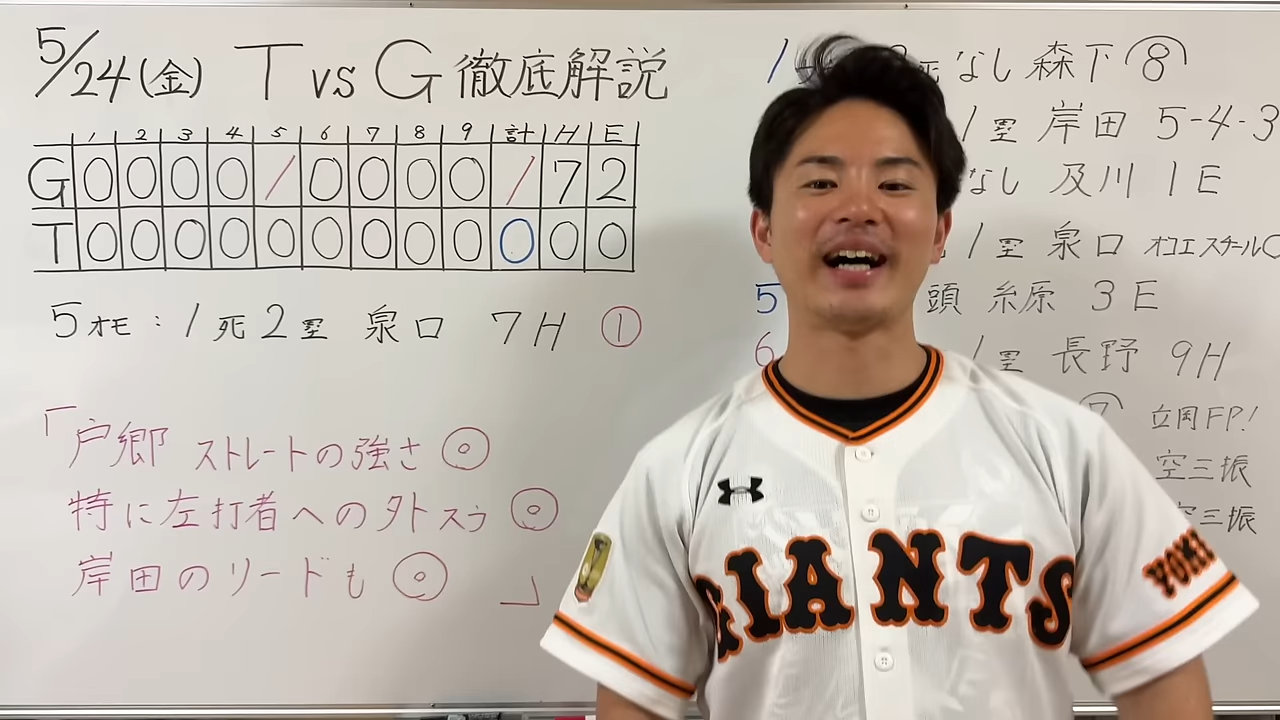 5/24(金) T vs G 徹底解説
1 2 3 4 5 6 7 8 9 計 H E
G 0 0 0 0 1 0 0 0 0 1 7 2
T 0 0 0 0 0 0 0 0 0 0 0 0
5オモ:1死2塁 泉口 7H ①
「戸郷 ストレートの強さ ◎
特に左打者への外トスラ ◎
岸田のリードも ◎ 」
1 死なし 森下 8
1塁 岸田 5-4-3
なし 及川 1E
1塁 泉口 オコエスチール
5 頭 糸原 3E
6 1塁 長野 9H
7 立岡FP!
空三振
空三振
GIANTS